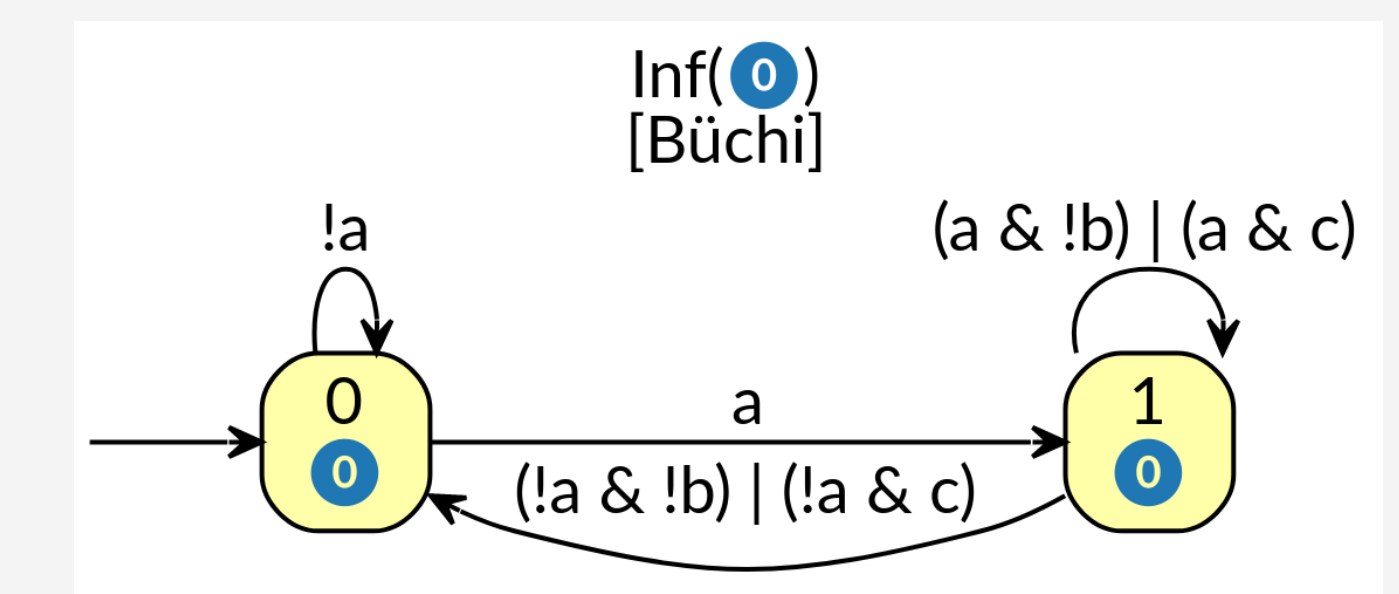 Inf(0)
[Büchi]
!a
(a & !b) | (a & c)
0
0
a
1
0
(!a & !b) | (!a & c)